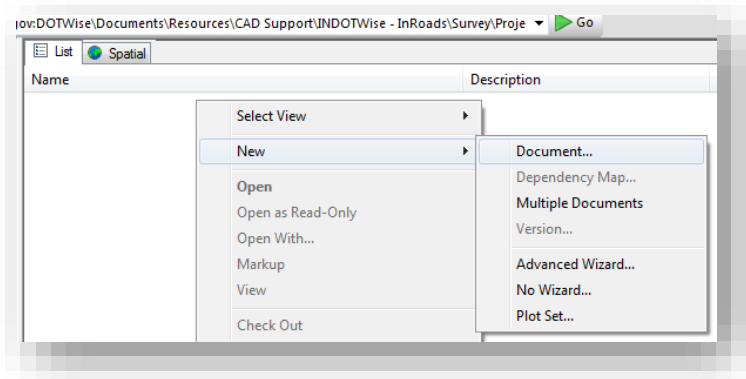 ov:DOTWise\Documents\Resources\CAD Support\INDOTWise - InRoads\Survey\Proje Go
List Spatial
Name Description
Select View
New
Open
Open as Read-Only
Open With...
Markup
View
Check Out
Document...
Dependency Map...
Multiple Documents
Version...
Advanced Wizard...
No Wizard...
Plot Set...